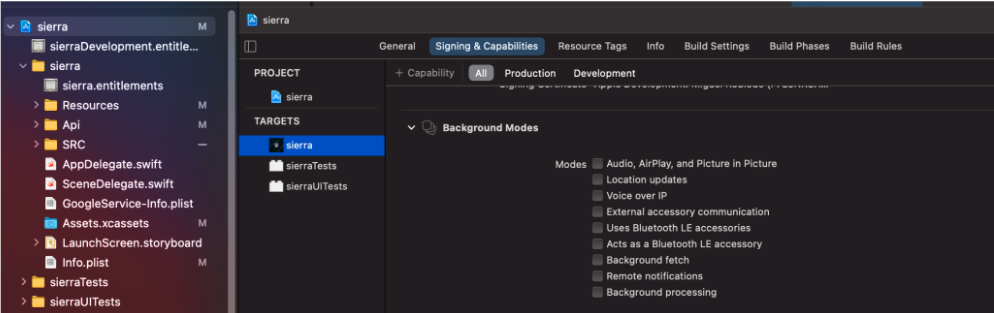 sierra M
sierraDevelopment.entitle...
sierra
sierra.entitlements
Resources M
Api M
SRC
AppDelegate.swift
SceneDelegate.swift
GoogleService-Info.plist
Assets.xcassets M
LaunchScreen.storyboard
Info.plist M
sierraTests
sierraUITests
sierra
General Signing & Capabilities Resource Tags Info Build Settings Build Phases Build Rules
PROJECT
sierra
TARGETS
sierra
sierraTests
sierraUITests
+ Capability All Production Development
Signing Certificate Apple Development:
Background Modes
Modes Audio, AirPlay, and Picture in Picture
Location updates
Voice over IP
External accessory communication
Uses Bluetooth LE accessories
Acts as a Bluetooth LE accessory
Background fetch
Remote notifications
Background processing